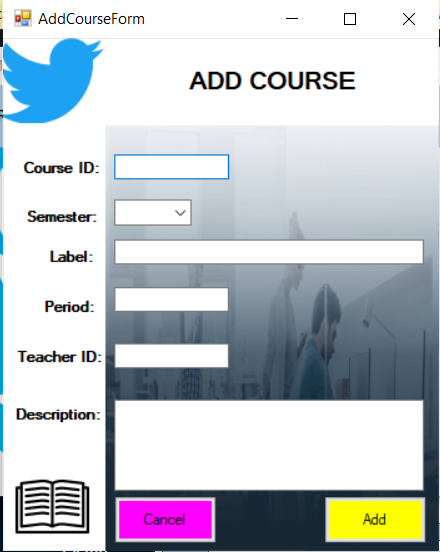 AddCourseForm
ADD COURSE
Course ID:
Semester:
Label:
Period:
Teacher ID:
Description:
Cancel
Add